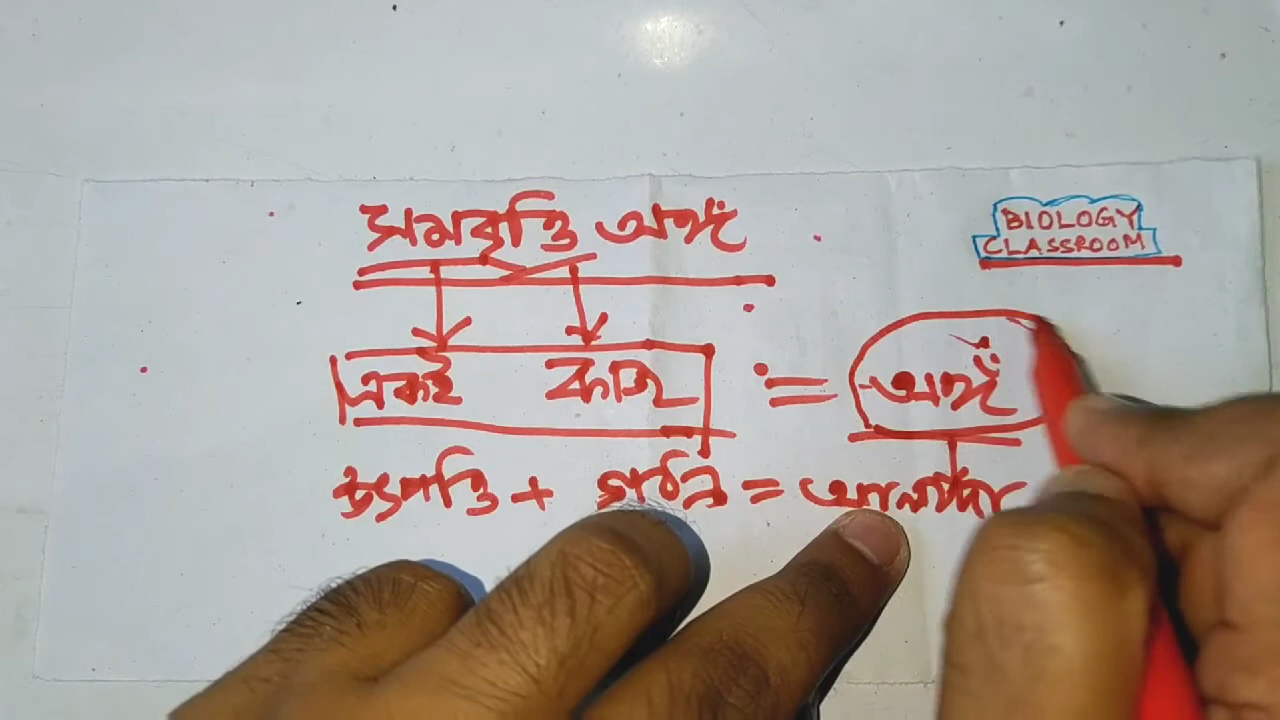 সমবৃত্তি অঙ্গ
BIOLOGY
CLASSROOM
একই কাজ = অঙ্গ
উৎপত্তি + গঠন = আলাদা